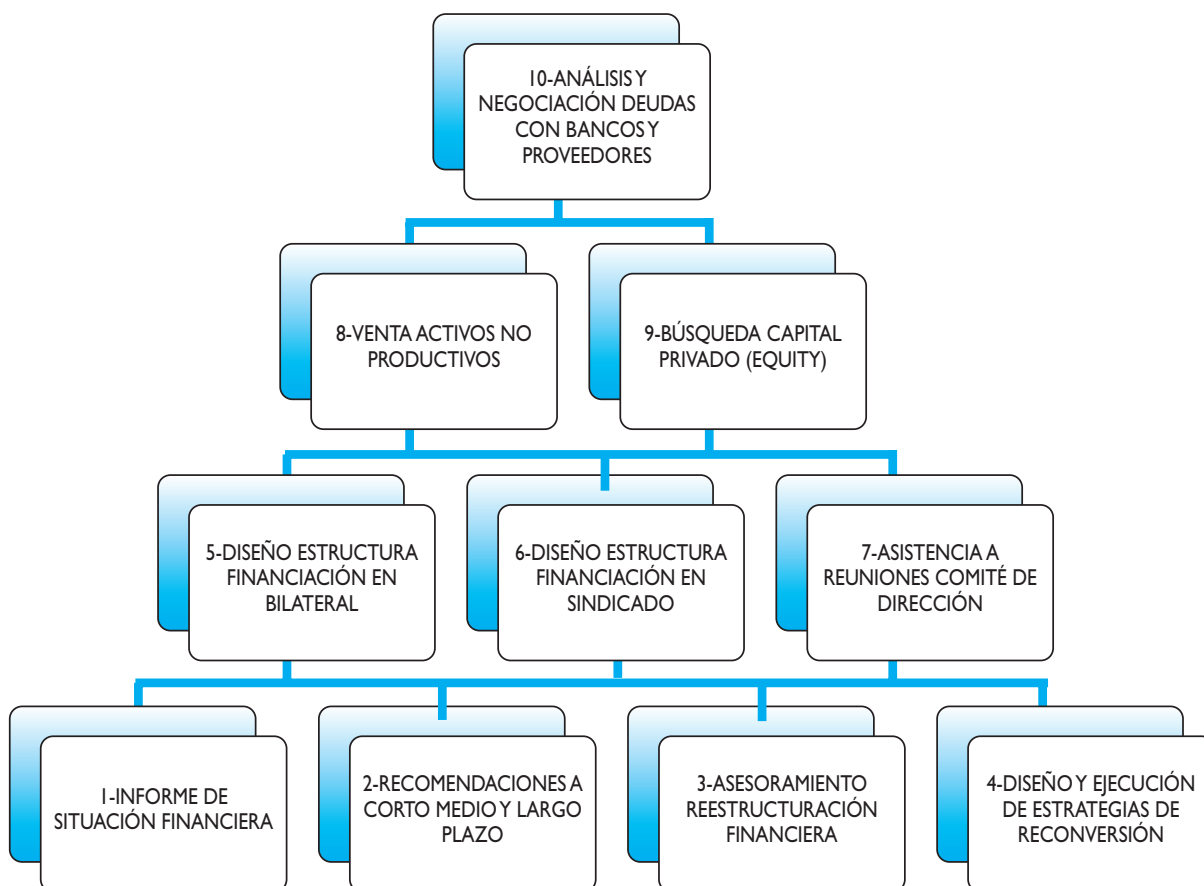 10-ANÁLISIS Y
NEGOCIACIÓN DEUDAS
CON BANCOS Y
PROVEEDORES
8-VENTA ACTIVOS NO
PRODUCTIVOS
9-BÚSQUEDA CAPITAL
PRIVADO (EQUITY)
5-DISEÑO ESTRUCTURA
FINANCIACIÓN EN
BILATERAL
6-DISEÑO ESTRUCTURA
FINANCIACIÓN EN
SINDICADO
7-ASISTENCIA A
REUNIONES COMITÉ DE
DIRECCIÓN
1-INFORME DE
SITUACIÓN FINANCIERA
2-RECOMENDACIONES A
CORTO MEDIO Y LARGO
PLAZO
3-ASESORAMIENTO
REESTRUCTURACIÓN
FINANCIERA
4-DISEÑO Y EJECUCIÓN
DE ESTRATEGIAS DE
RECONVERSIÓN